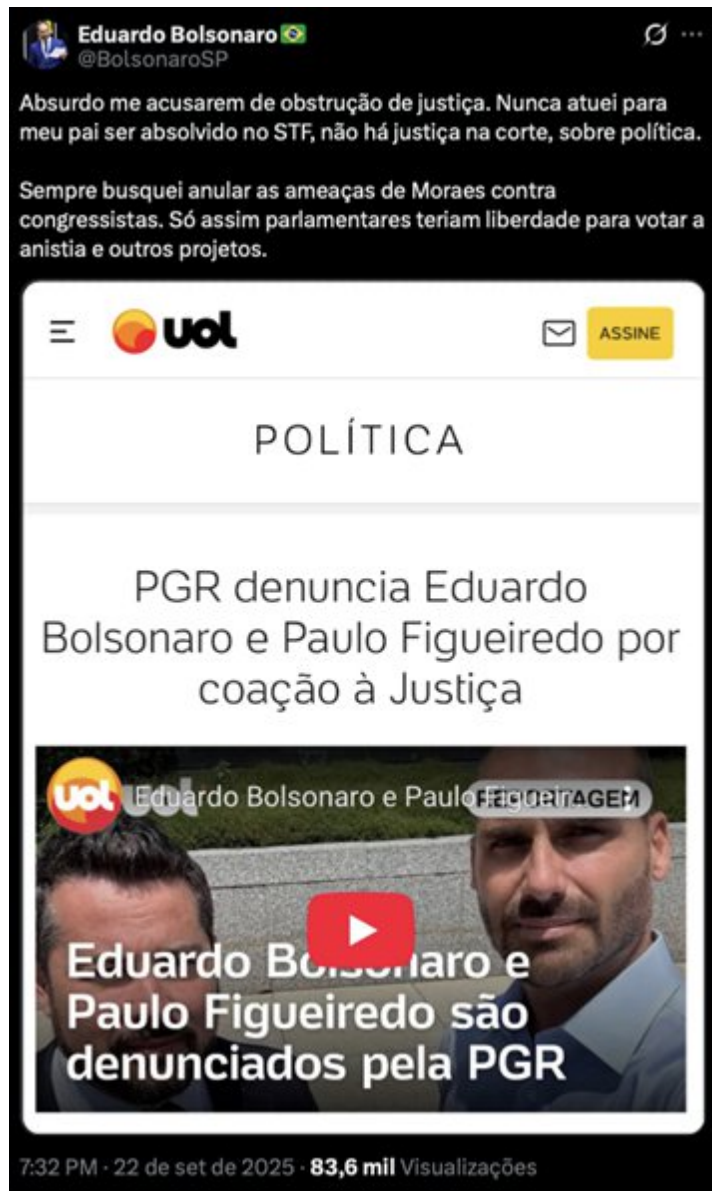 Eduardo Bolsonaro
@BolsonaroSP
Absurdo me acusarem de obstrução de justiça. Nunca atuei para
meu pai ser absolvido no STF, não há justiça na corte, sobre política.
Sempre busquei anular as ameaças de Moraes contra
congressistas. Só assim parlamentares teriam liberdade para votar a
anistia e outros projetos.
uol
ASSINE
POLÍTICA
PGR denuncia Eduardo
Bolsonaro e Paulo Figueiredo por
coação à Justiça
uol uol Eduardo Bolsonaro e Paulo Figueir... REPORTAGEM
Eduardo Bolsonaro e
Paulo Figueiredo são
denunciados pela PGR
7:32 PM · 22 de set de 2025 · 83,6 mil Visualizações